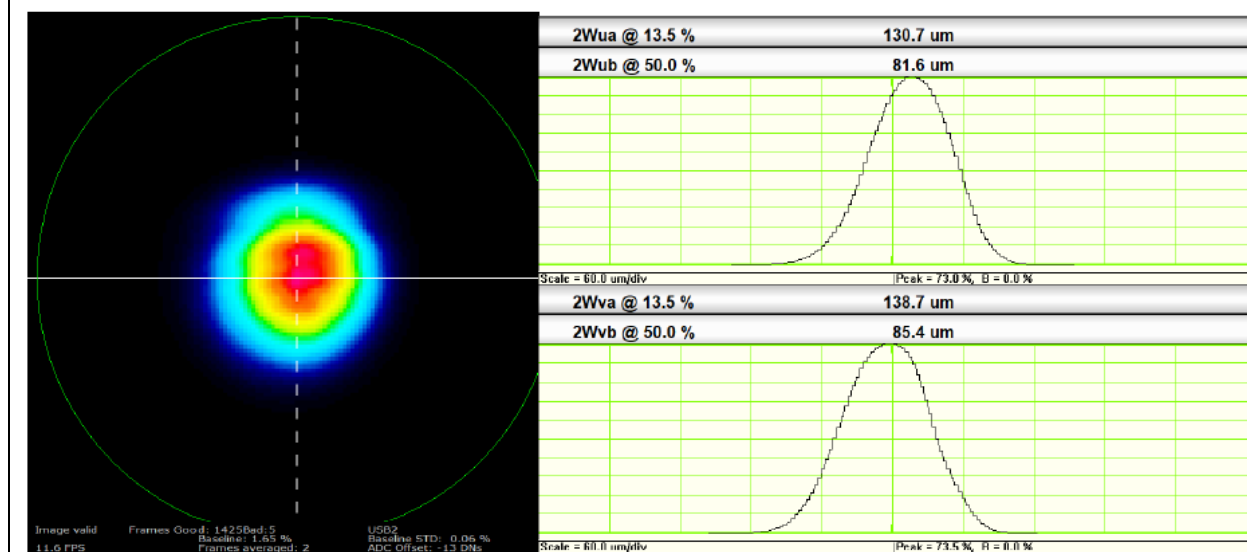 2Wua @ 13.5 % 130.7 um
2Wub @ 50.0 % 81.6 um
Scale = 60.0 um/div Peak = 73.0 %, B = 0.0 %
2Wva @ 13.5 % 138.7 um
2Wvb @ 50.0 % 85.4 um
Scale = 60.0 um/div Peak = 73.5 %, B = 0.0 %
Image valid Frames Good: 1425Bad:5 USB2
Baseline: 1.65 % Baseline STD: 0.06 %
11.6 FPS Frames averaged: 2 ADC Offset: -13 DNs